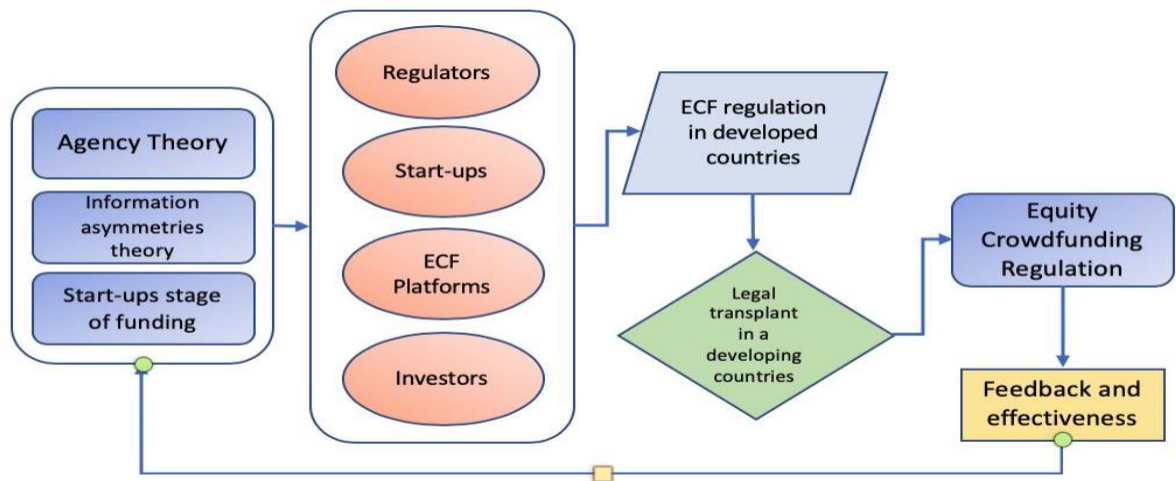 Agency Theory
Information
asymmetries
theory
Start-ups stage
of funding
Regulators
Start-ups
ECF
Platforms
Investors
ECF regulation
in developed
countries
Legal
transplant
in a
developing
countries
Equity
Crowdfunding
Regulation
Feedback and
effectiveness